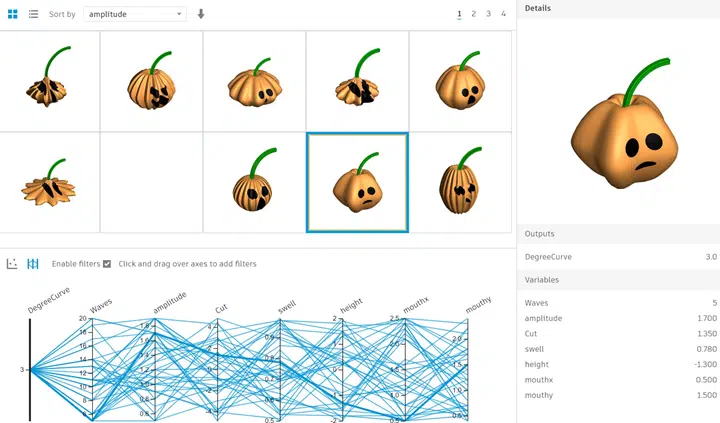 Sort by amplitude 1 2 3 4
Enable filters Click and drag over axes to add filters
DegreeCurve Waves amplitude Cut swell height mouthx mouthy
3
20
18
16
14
12
10
8
6
1.8
1.6
1.4
1.2
1.0
0.8
0.6
4
2
0
-2
-4
0.9
0.8
0.7
0.6
0.5
2
1
0
-1
-2
2.5
2.0
1.5
1.0
0.5
2.0
1.5
1.0
0.5
Details
Outputs
DegreeCurve 3.0
Variables
Waves 5
amplitude 1.700
Cut 1.350
swell 0.780
height -1.300
mouthx 0.500
mouthy 1.500